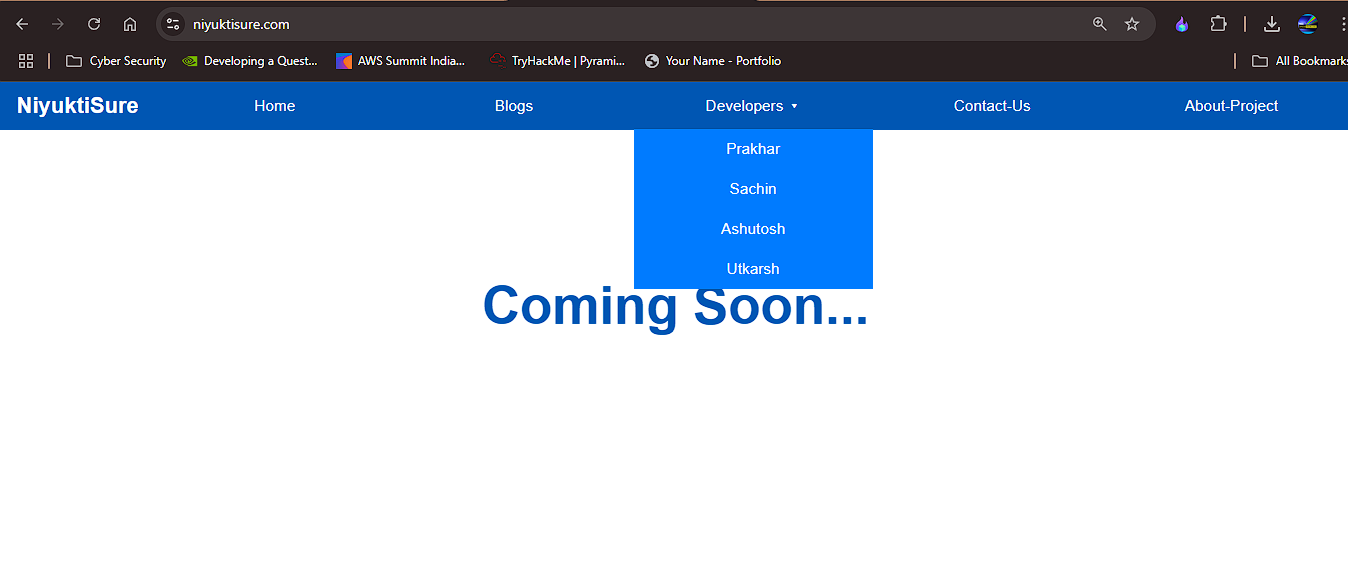 niyuktisure.com
Cyber Security Developing a Quest... AWS Summit India... TryHackMe | Pyrami... Your Name - Portfolio All Bookmarks
NiyuktiSure Home Blogs Developers Contact-Us About-Project
Prakhar
Sachin
Ashutosh
Utkarsh
Coming Soon...